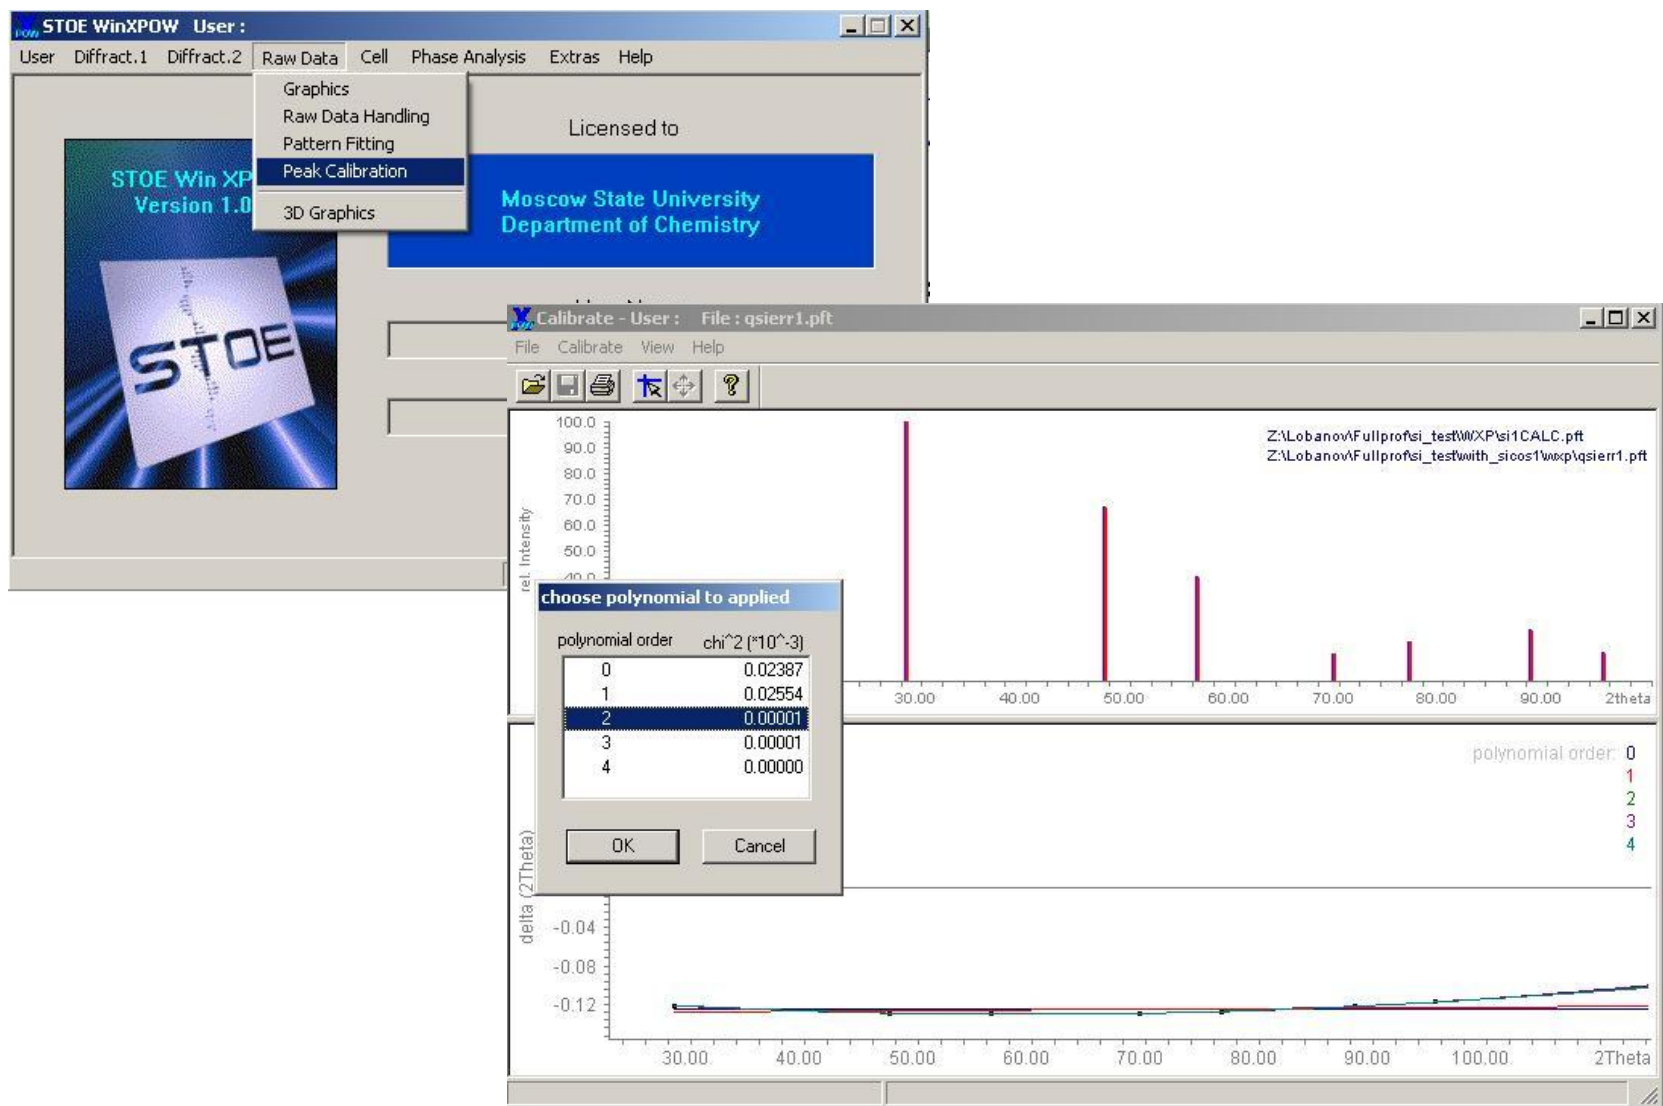 STOE WinXPOW User :
User Diffract.1 Diffract.2 Raw Data Cell Phase Analysis Extras Help
Graphics
Raw Data Handling
Pattern Fitting
Peak Calibration
3D Graphics
STOE Win XP
Version 1.0
STOE
Licensed to
Moscow State University
Department of Chemistry
Calibrate - User : File : qsierr1.pft
File Calibrate View Help
Z:\Lobanov\Fullprof\si_test\WXP\si1CALC.pft
Z:\Lobanov\Fullprof\si_test\with_sicos1\wxp\qsierr1.pft
rel. Intensity
100.0
90.0
80.0
70.0
60.0
50.0
40.0
30.00 40.00 50.00 60.00 70.00 80.00 90.00 2theta
choose polynomial to applied
polynomial order chi^2 (*10^-3)
0 0.02387
1 0.02554
2 0.00001
3 0.00001
4 0.00000
OK Cancel
polynomial order: 0
1
2
3
4
delta (2Theta)
-0.04
-0.08
-0.12
30.00 40.00 50.00 60.00 70.00 80.00 90.00 100.00 2Theta